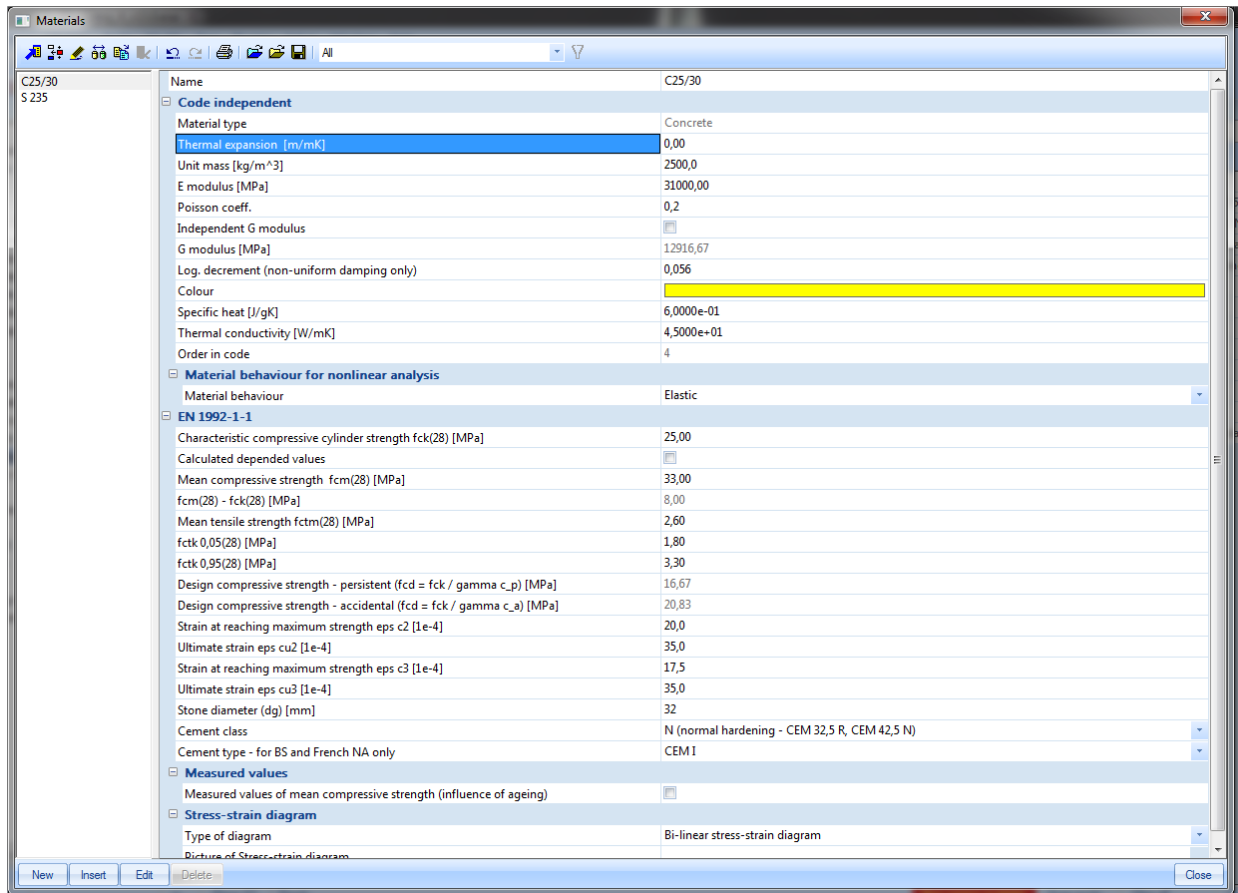 Materials
All
C25/30
S 235
Name C25/30
Code independent
Material type Concrete
Thermal expansion [m/mK] 0,00
Unit mass [kg/m^3] 2500,0
E modulus [MPa] 31000,00
Poisson coeff. 0,2
Independent G modulus
G modulus [MPa] 12916,67
Log. decrement (non-uniform damping only) 0,056
Colour
Specific heat [J/gK] 6,0000e-01
Thermal conductivity [W/mK] 4,5000e+01
Order in code 4
Material behaviour for nonlinear analysis
Material behaviour Elastic
EN 1992-1-1
Characteristic compressive cylinder strength fck(28) [MPa] 25,00
Calculated depended values
Mean compressive strength fcm(28) [MPa] 33,00
fcm(28) - fck(28) [MPa] 8,00
Mean tensile strength fctm(28) [MPa] 2,60
fctk 0,05(28) [MPa] 1,80
fctk 0,95(28) [MPa] 3,30
Design compressive strength - persistent (fcd = fck / gamma c_p) [MPa] 16,67
Design compressive strength - accidental (fcd = fck / gamma c_a) [MPa] 20,83
Strain at reaching maximum strength eps c2 [1e-4] 20,0
Ultimate strain eps cu2 [1e-4] 35,0
Strain at reaching maximum strength eps c3 [1e-4] 17,5
Ultimate strain eps cu3 [1e-4] 35,0
Stone diameter (dg) [mm] 32
Cement class N (normal hardening - CEM 32,5 R, CEM 42,5 N)
Cement type - for BS and French NA only CEM I
Measured values
Measured values of mean compressive strength (influence of ageing)
Stress-strain diagram
Type of diagram Bi-linear stress-strain diagram
Picture of Stress-strain diagram
New Insert Edit Delete Close